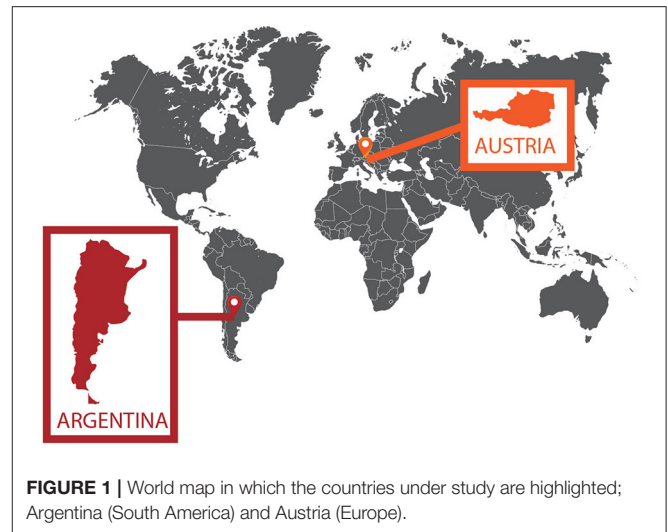 AUSTRIA
ARGENTINA
FIGURE 1 | World map in which the countries under study are highlighted;
Argentina (South America) and Austria (Europe).